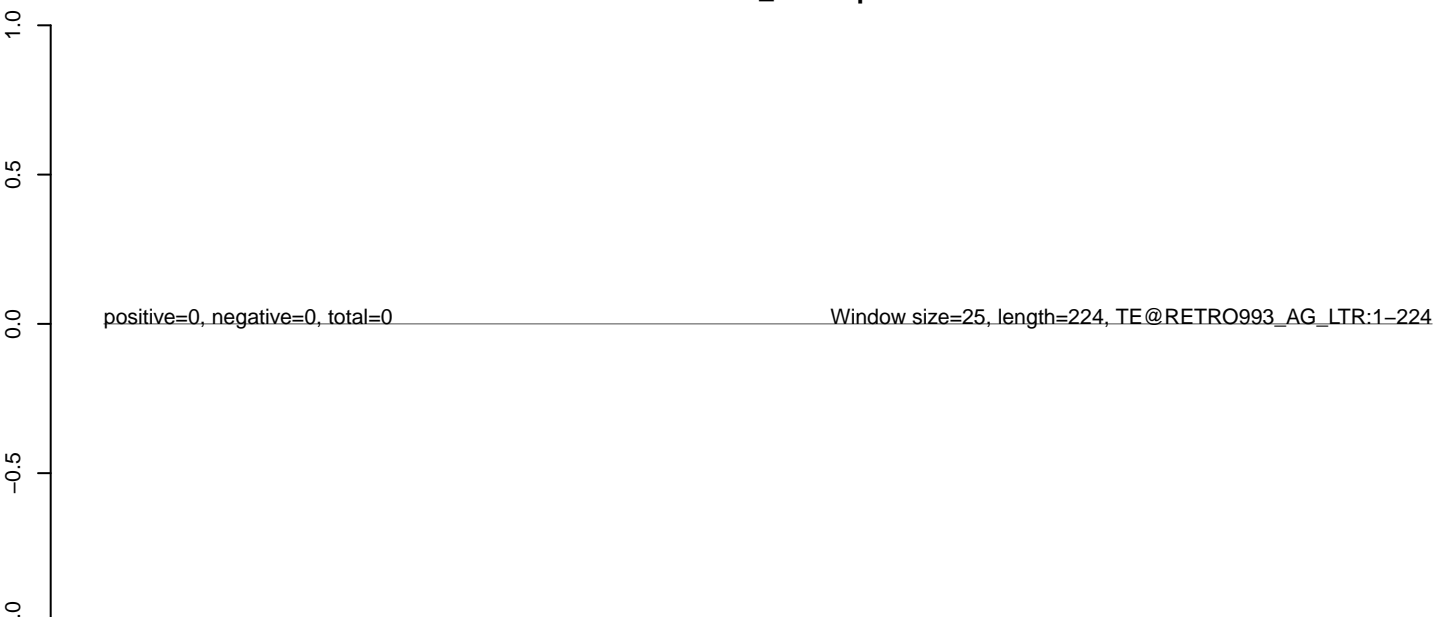 1.0
0.5
0.0
positive=0, negative=0, total=0
Window size=25, length=224, TE@RETRO993_AG_LTR:1−224
−0.5